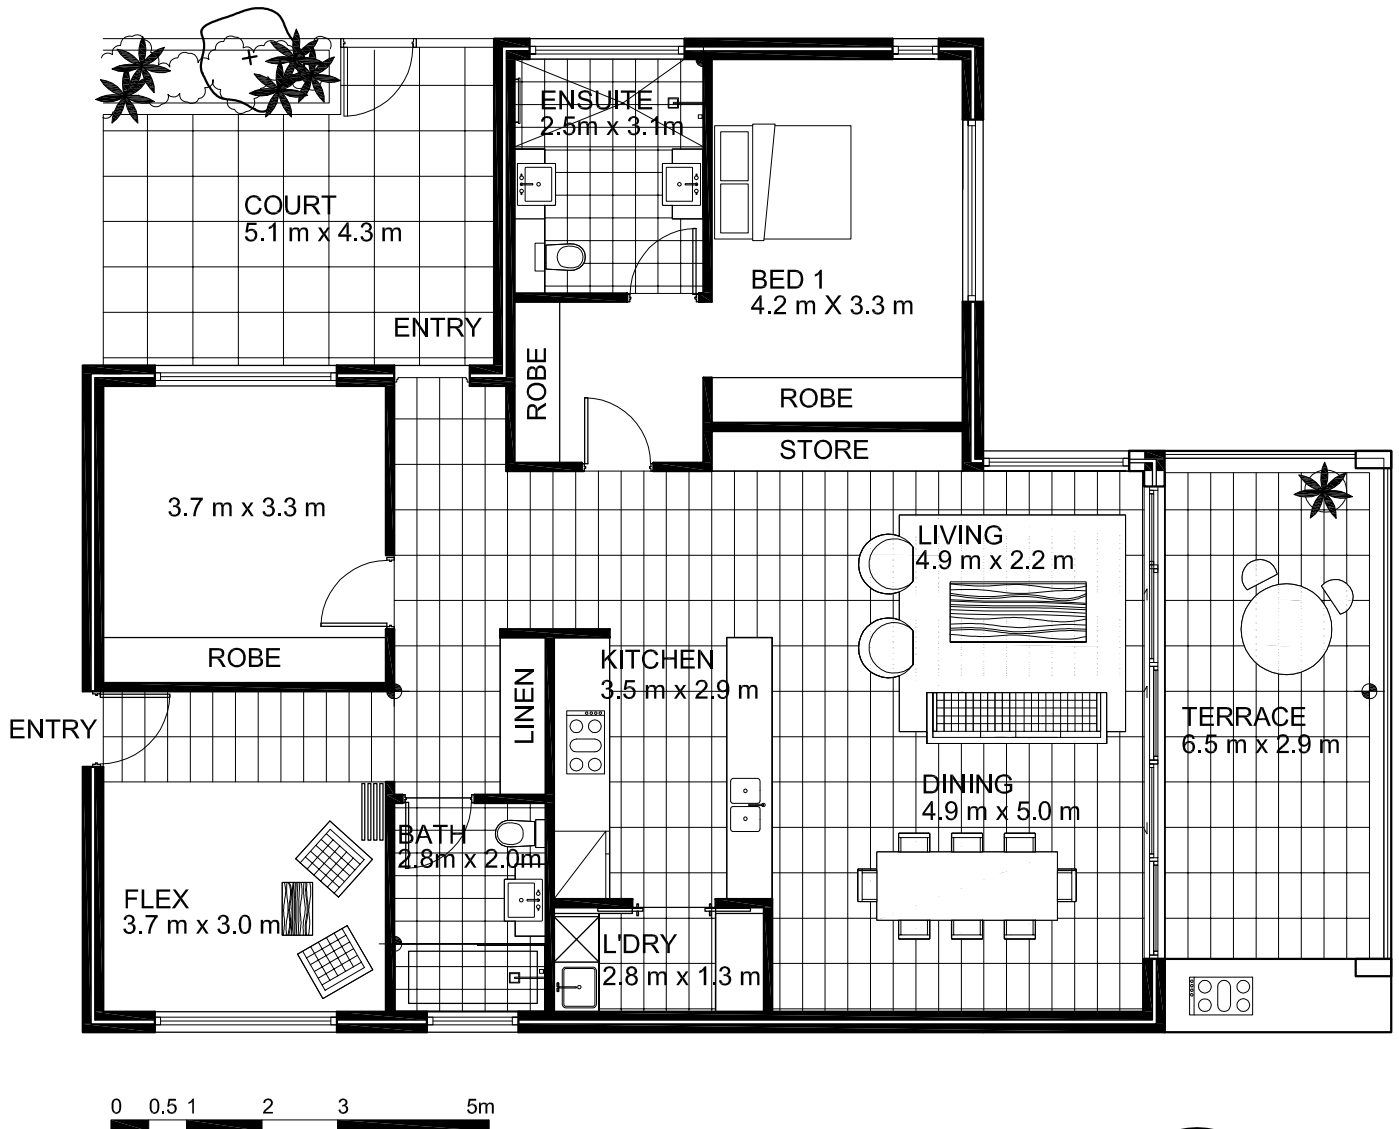 ENSUITE
2.5m x 3.1m
COURT
5.1 m x 4.3 m
BED 1
4.2 m X 3.3 m
ENTRY
ROBE
ROBE
STORE
3.7 m x 3.3 m
LIVING
4.9 m x 2.2 m
ROBE
KITCHEN
3.5 m x 2.9 m
LINEN
ENTRY
TERRACE
6.5 m x 2.9 m
DINING
4.9 m x 5.0 m
BATH
2.8m x 2.0m
FLEX
3.7 m x 3.0 m
L'DRY
2.8 m x 1.3 m
0 0.5 1 2 3 5m